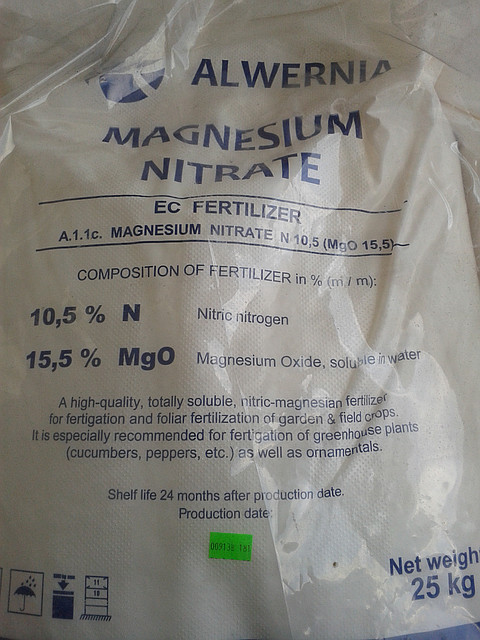 ALWERNIA
MAGNESIUM
NITRATE
EC FERTILIZER
A.1.1c. MAGNESIUM NITRATE N 10,5 (MgO 15,5)
COMPOSITION OF FERTILIZER in % (m / m):
10,5 % N Nitric nitrogen
15,5 % MgO Magnesium Oxide, soluble in water
A high-quality, totally soluble, nitric-magnesian fertilizer
for fertigation and foliar fertilization of garden & field crops.
It is especially recommended for fertigation of greenhouse plants
(cucumbers, peppers, etc.) as well as ornamentals.
Shelf life 24 months after production date.
Production date:
Net weigh
25 kg